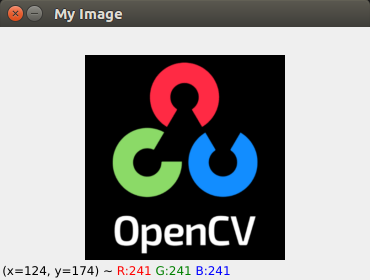 My Image
OpenCV
(x=124, y=174) ~ R:241 G:241 B:241